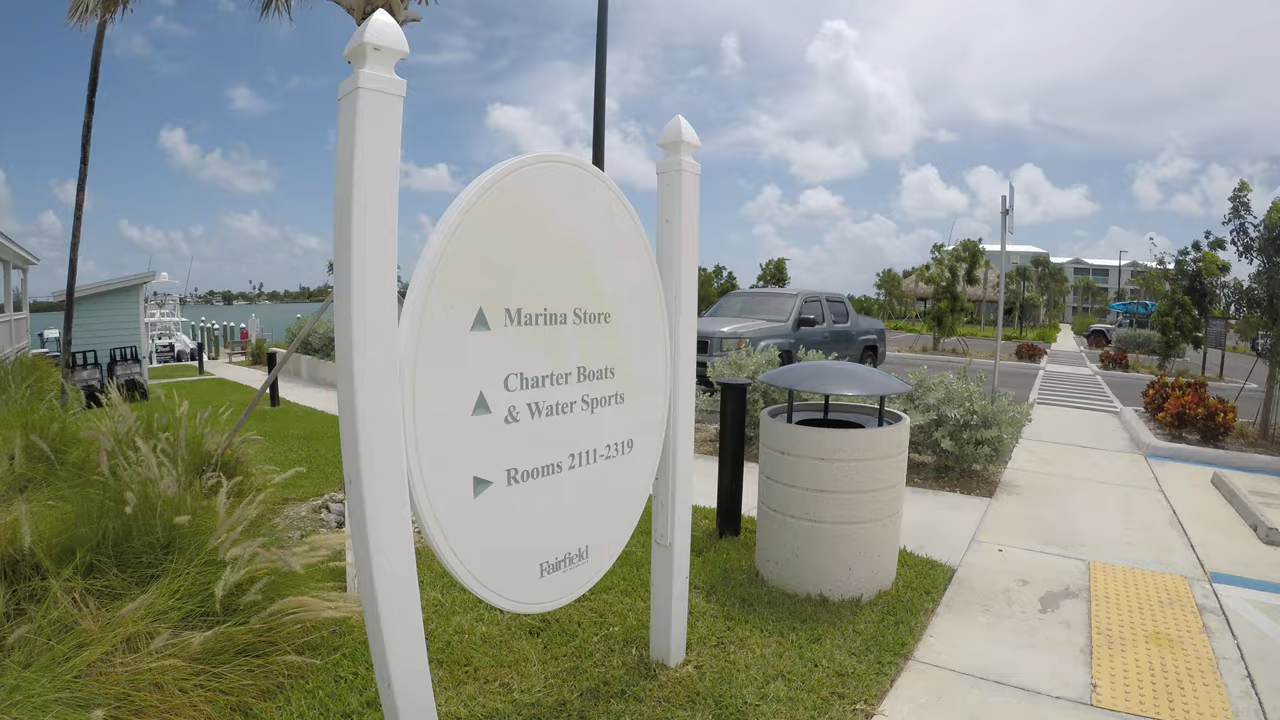 Marina Store
Charter Boats
& Water Sports
Rooms 2111-2319
Fairfield